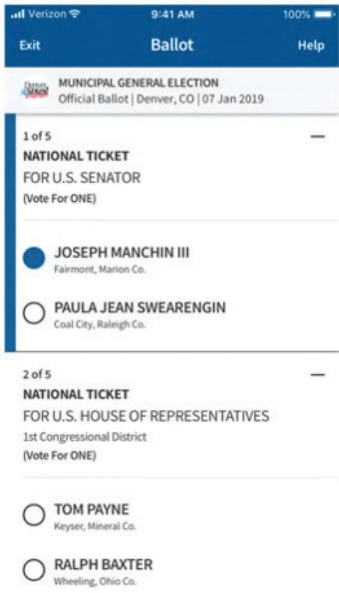 Verizon 9:41 AM 100%
Exit Ballot Help
Denver Votes!
MUNICIPAL GENERAL ELECTION
Official Ballot | Denver, CO | 07 Jan 2019
1 of 5
NATIONAL TICKET
FOR U.S. SENATOR
(Vote For ONE)
JOSEPH MANCHIN III
Fairmont, Marion Co.
PAULA JEAN SWEARENGIN
Coal City, Raleigh Co.
2 of 5
NATIONAL TICKET
FOR U.S. HOUSE OF REPRESENTATIVES
1st Congressional District
(Vote For ONE)
TOM PAYNE
Keyser, Mineral Co.
RALPH BAXTER
Wheeling, Ohio Co.